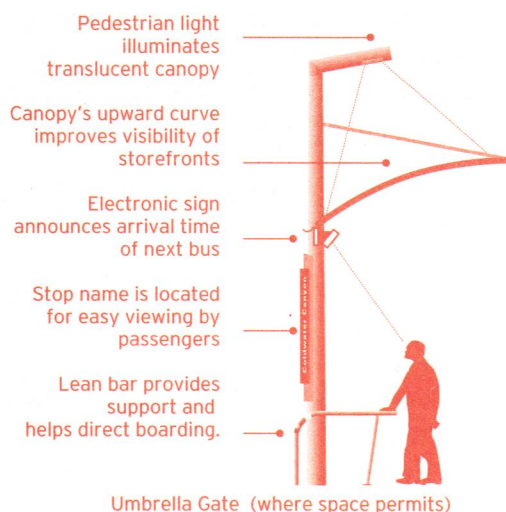 Pedestrian light
illuminates
translucent canopy
Canopy's upward curve
improves visibility of
storefronts
Electronic sign
announces arrival time
of next bus
Stop name is located
for easy viewing by
passengers
Coldwater Canyon
Lean bar provides
support and
helps direct boarding.
Umbrella Gate (where space permits)